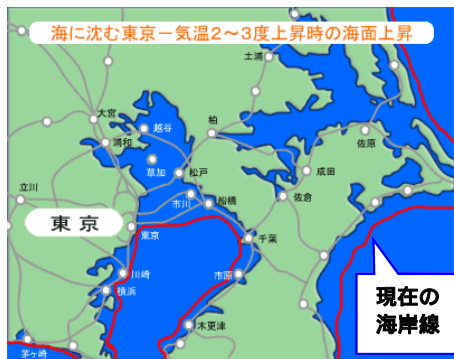 海に沈む東京－気温2～3度上昇時の海面上昇
土浦
大宮
越谷
柏
浦和
佐原
草加
松戸
成田
立川
市川
船橋
佐倉
東京
東京
千葉
川崎
市原
横浜
現在の
海岸線
木更津
茅ヶ崎